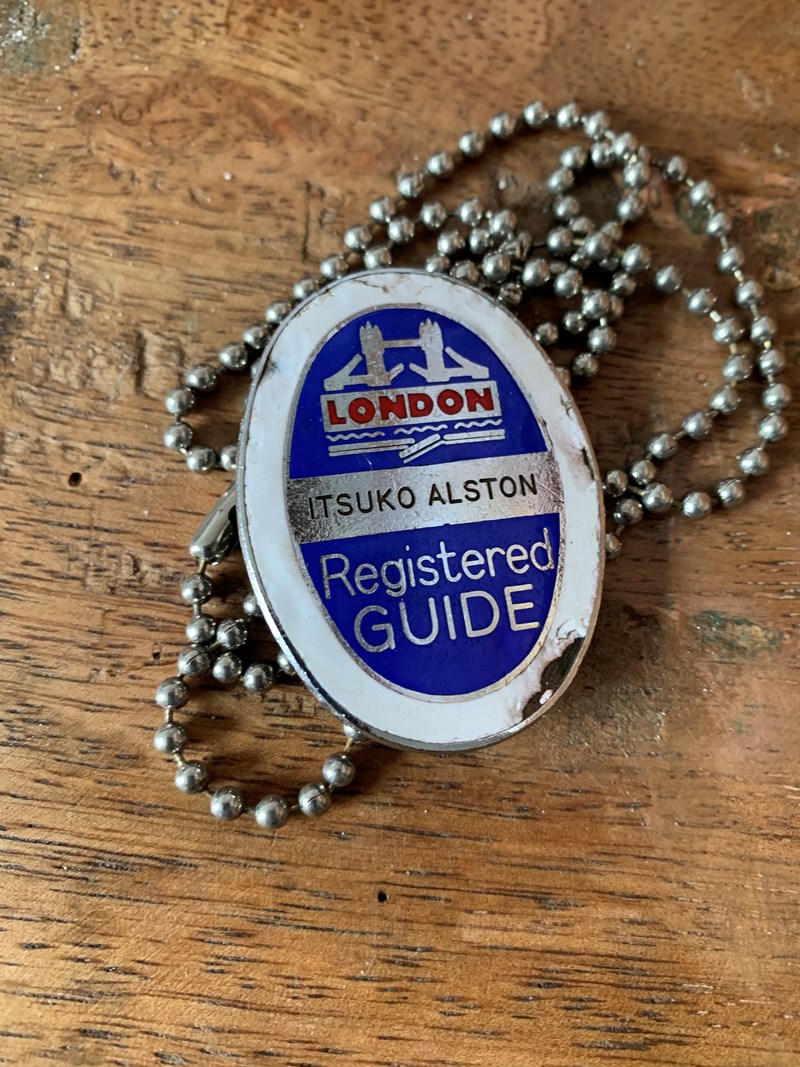 LONDON
ITSUKO ALSTON
Registered
GUIDE